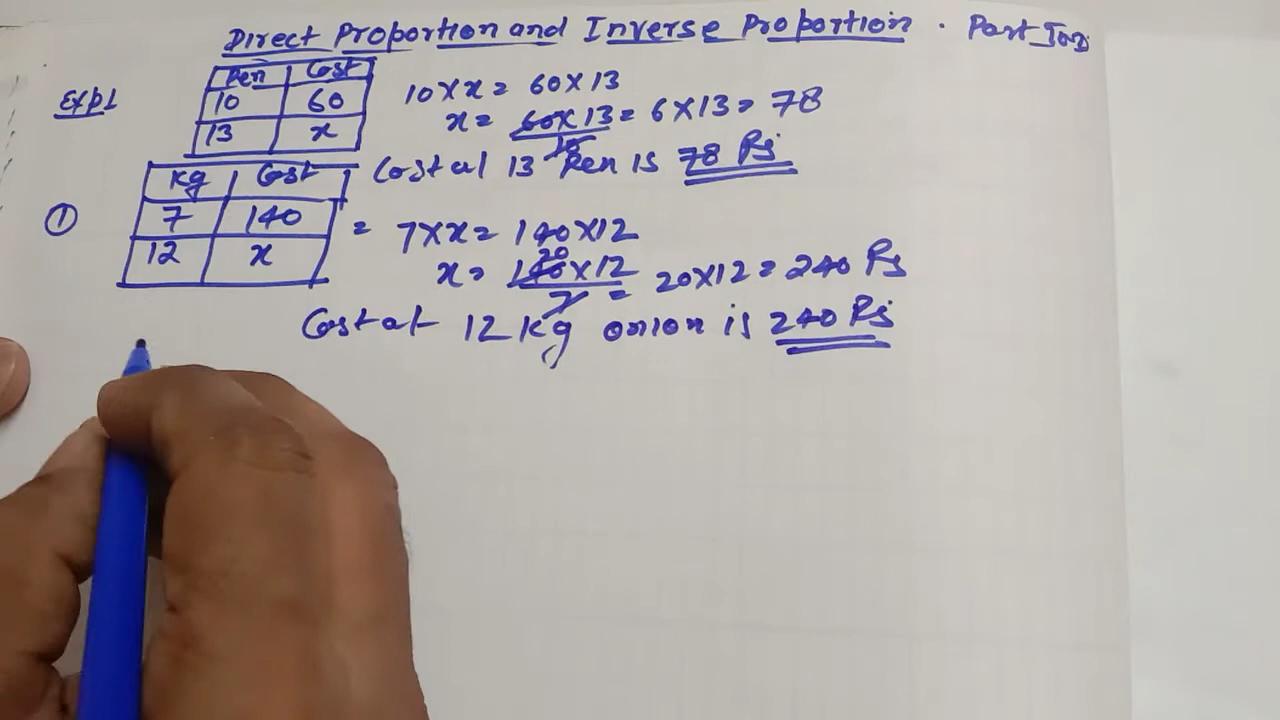 Direct Proportion and Inverse Proportion . Part
Exp1
Pen Cost
10 60
13 x
10 X x = 60 X 13
x = 60 X 13 / 10 = 6 X 13 = 78
Cost of 13 Pen is 78 Rs
①
Kg Cost
7 140
12 x
= 7 X x = 140 X 12
20
x = 140 X 12 / 7 = 20 X 12 = 240 Rs
Cost of 12 Kg onion is 240 Rs